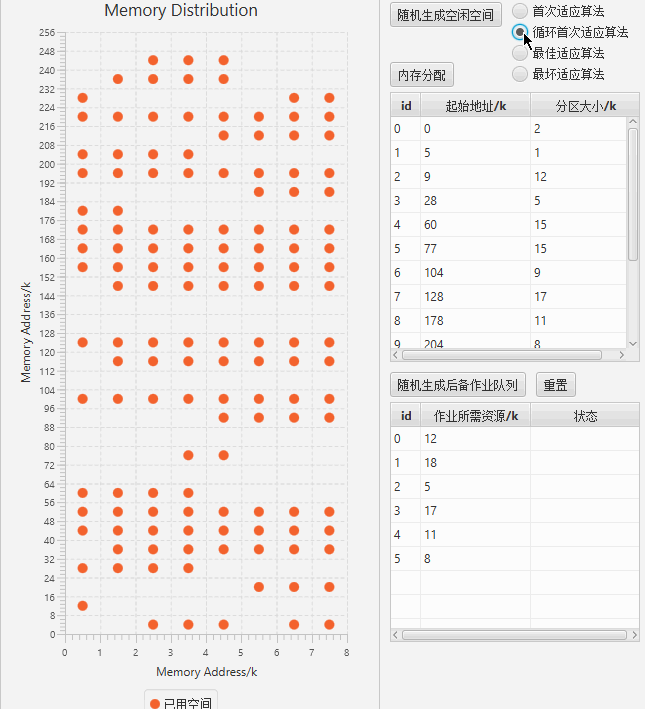 Memory Distribution
Memory Address/k
256
248
240
232
224
216
208
200
192
184
176
168
160
152
144
136
128
120
112
104
96
88
80
72
64
56
48
40
32
24
16
8
0
0 1 2 3 4 5 6 7 8
Memory Address/k
已用空间
随机生成空闲空间
首次适应算法
循环首次适应算法
最佳适应算法
最坏适应算法
内存分配
id 起始地址/k 分区大小/k
0 0 2
1 5 1
2 9 12
3 28 5
4 60 15
5 77 15
6 104 9
7 128 17
8 178 11
9 204 8
随机生成后备作业队列 重置
id 作业所需资源/k 状态
0 12
1 18
2 5
3 17
4 11
5 8